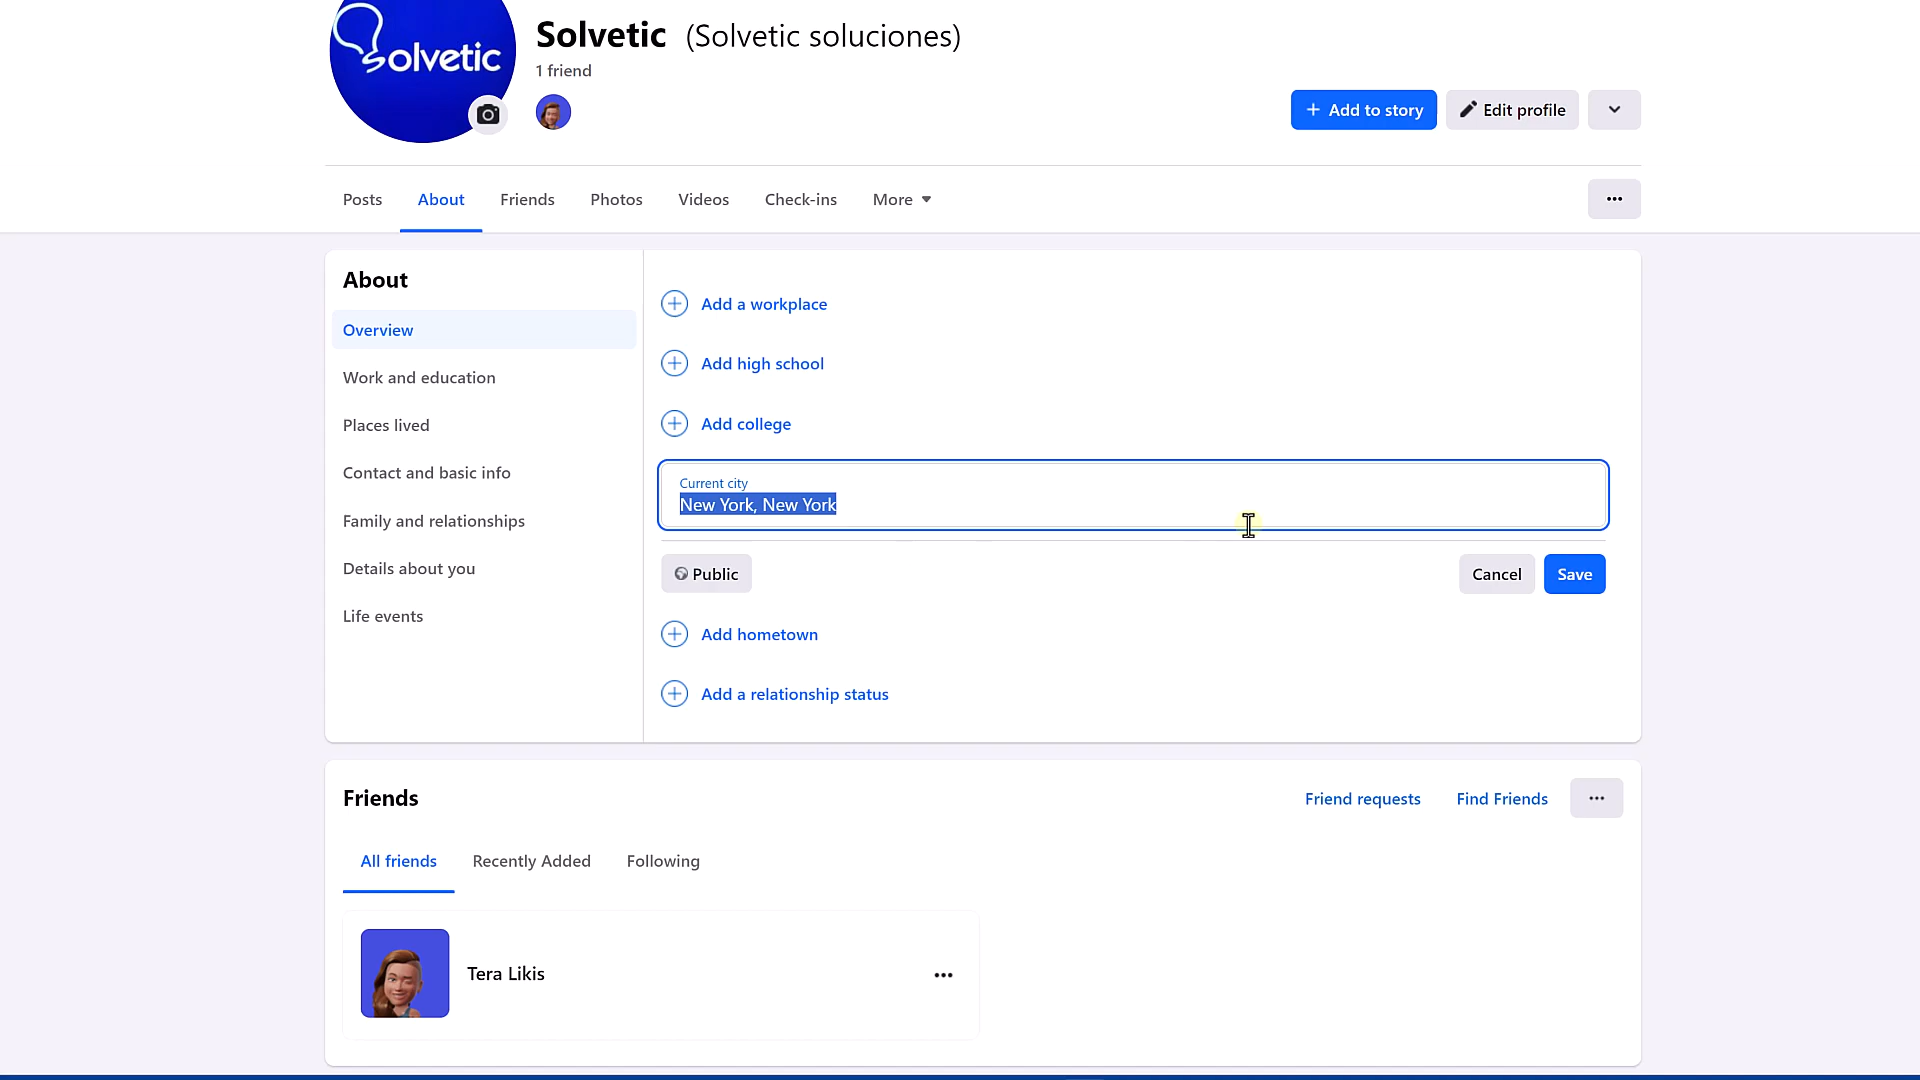 Solvetic
Solvetic (Solvetic soluciones)
1 friend
+ Add to story
Edit profile
Posts
About
Friends
Photos
Videos
Check-ins
More
About
Overview
Work and education
Places lived
Contact and basic info
Family and relationships
Details about you
Life events
Add a workplace
Add high school
Add college
Current city
New York, New York
Public
Cancel
Save
Add hometown
Add a relationship status
Friends
Friend requests
Find Friends
All friends
Recently Added
Following
Tera Likis